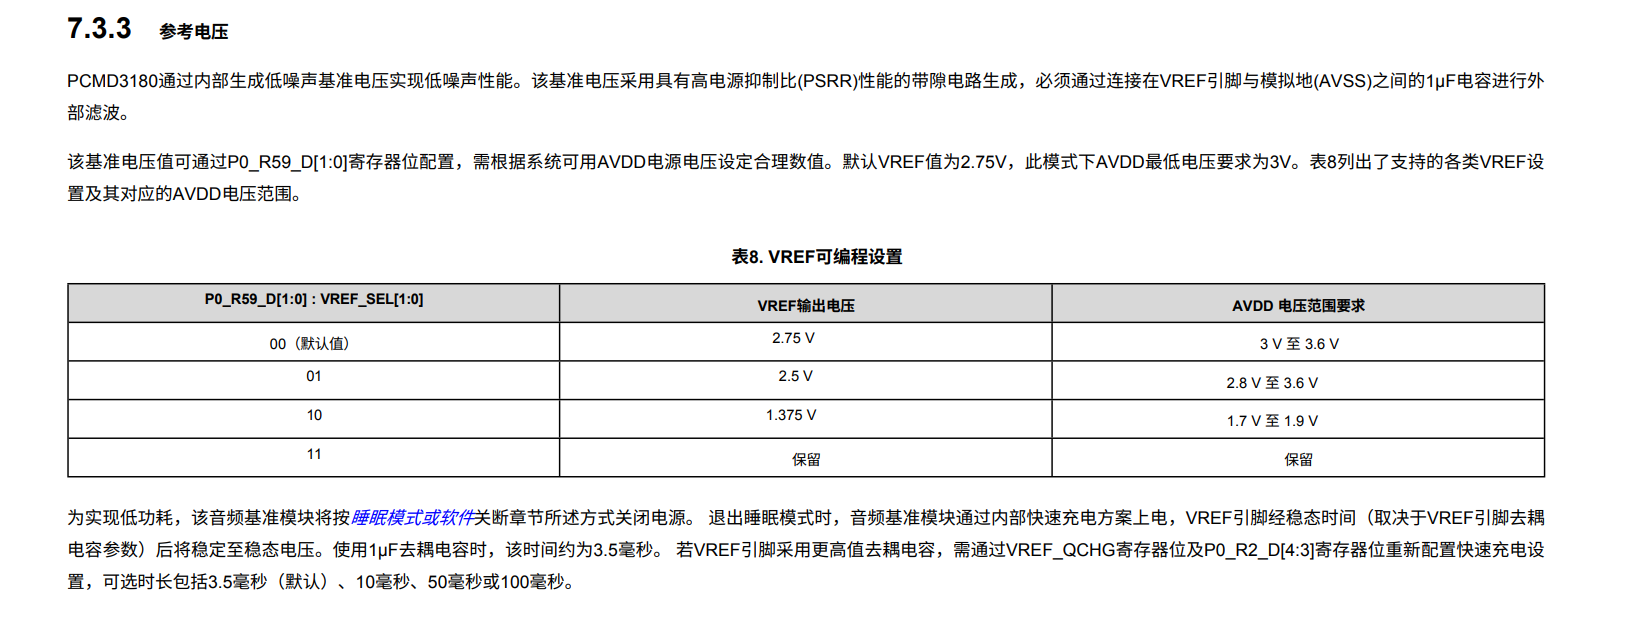 7.3.3 参考电压
PCMD3180通过内部生成低噪声基准电压实现低噪声性能。该基准电压采用具有高电源抑制比(PSRR)性能的带隙电路生成，必须通过连接在VREF引脚与模拟地(AVSS)之间的1μF电容进行外
部滤波。
该基准电压值可通过P0_R59_D[1:0]寄存器位配置，需根据系统可用AVDD电源电压设定合理数值。默认VREF值为2.75V，此模式下AVDD最低电压要求为3V。表8列出了支持的各类VREF设
置及其对应的AVDD电压范围。
表8. VREF可编程设置
P0_R59_D[1:0] : VREF_SEL[1:0] VREF输出电压 AVDD 电压范围要求
00（默认值） 2.75 V 3 V 至 3.6 V
01 2.5 V 2.8 V 至 3.6 V
10 1.375 V 1.7 V 至 1.9 V
11 保留 保留
为实现低功耗，该音频基准模块将按睡眠模式或软件关断章节所述方式关闭电源。 退出睡眠模式时，音频基准模块通过内部快速充电方案上电，VREF引脚经稳态时间（取决于VREF引脚去耦
电容参数）后将稳定至稳态电压。使用1μF去耦电容时，该时间约为3.5毫秒。 若VREF引脚采用更高值去耦电容，需通过VREF_QCHG寄存器位及P0_R2_D[4:3]寄存器位重新配置快速充电设
置，可选时长包括3.5毫秒（默认）、10毫秒、50毫秒或100毫秒。